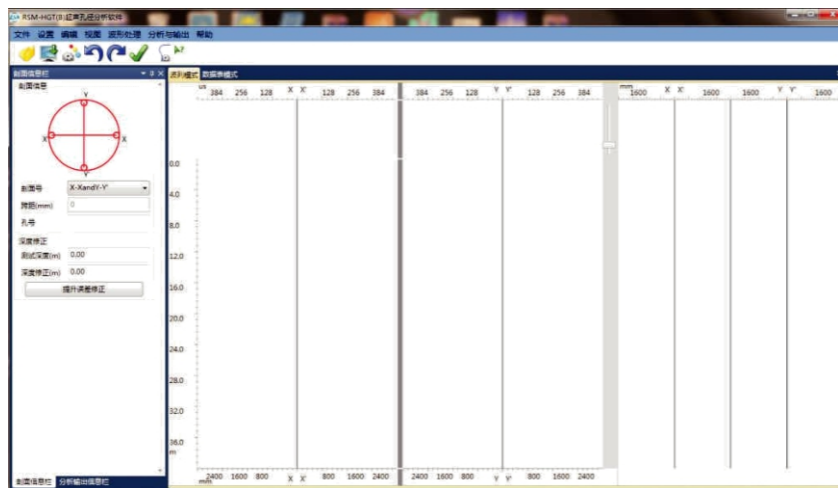 RSM-HGT(B)超声孔径分析软件
文件 设置 编辑 视图 波形处理 分析与输出 帮助
剖面信息栏
剖面信息
Y
X X
Y
剖面号 X-XandY-Y'
跨距(mm) 0
孔号
深度修正
测试深度(m) 0.00
深度修正(m) 0.00
提升误差修正
剖面信息栏 分析输出信息栏
波列模式 数据表模式
us 384 256 128 X X' 128 256 384 384 256 128 Y Y' 128 256 384
mm 1600 X X' 1600 1600 Y Y' 1600
0.0
4.0
8.0
12.0
16.0
20.0
24.0
28.0
32.0
36.0
m
mm 2400 1600 800 X X' 800 1600 2400 2400 1600 800 Y Y' 800 1600 2400